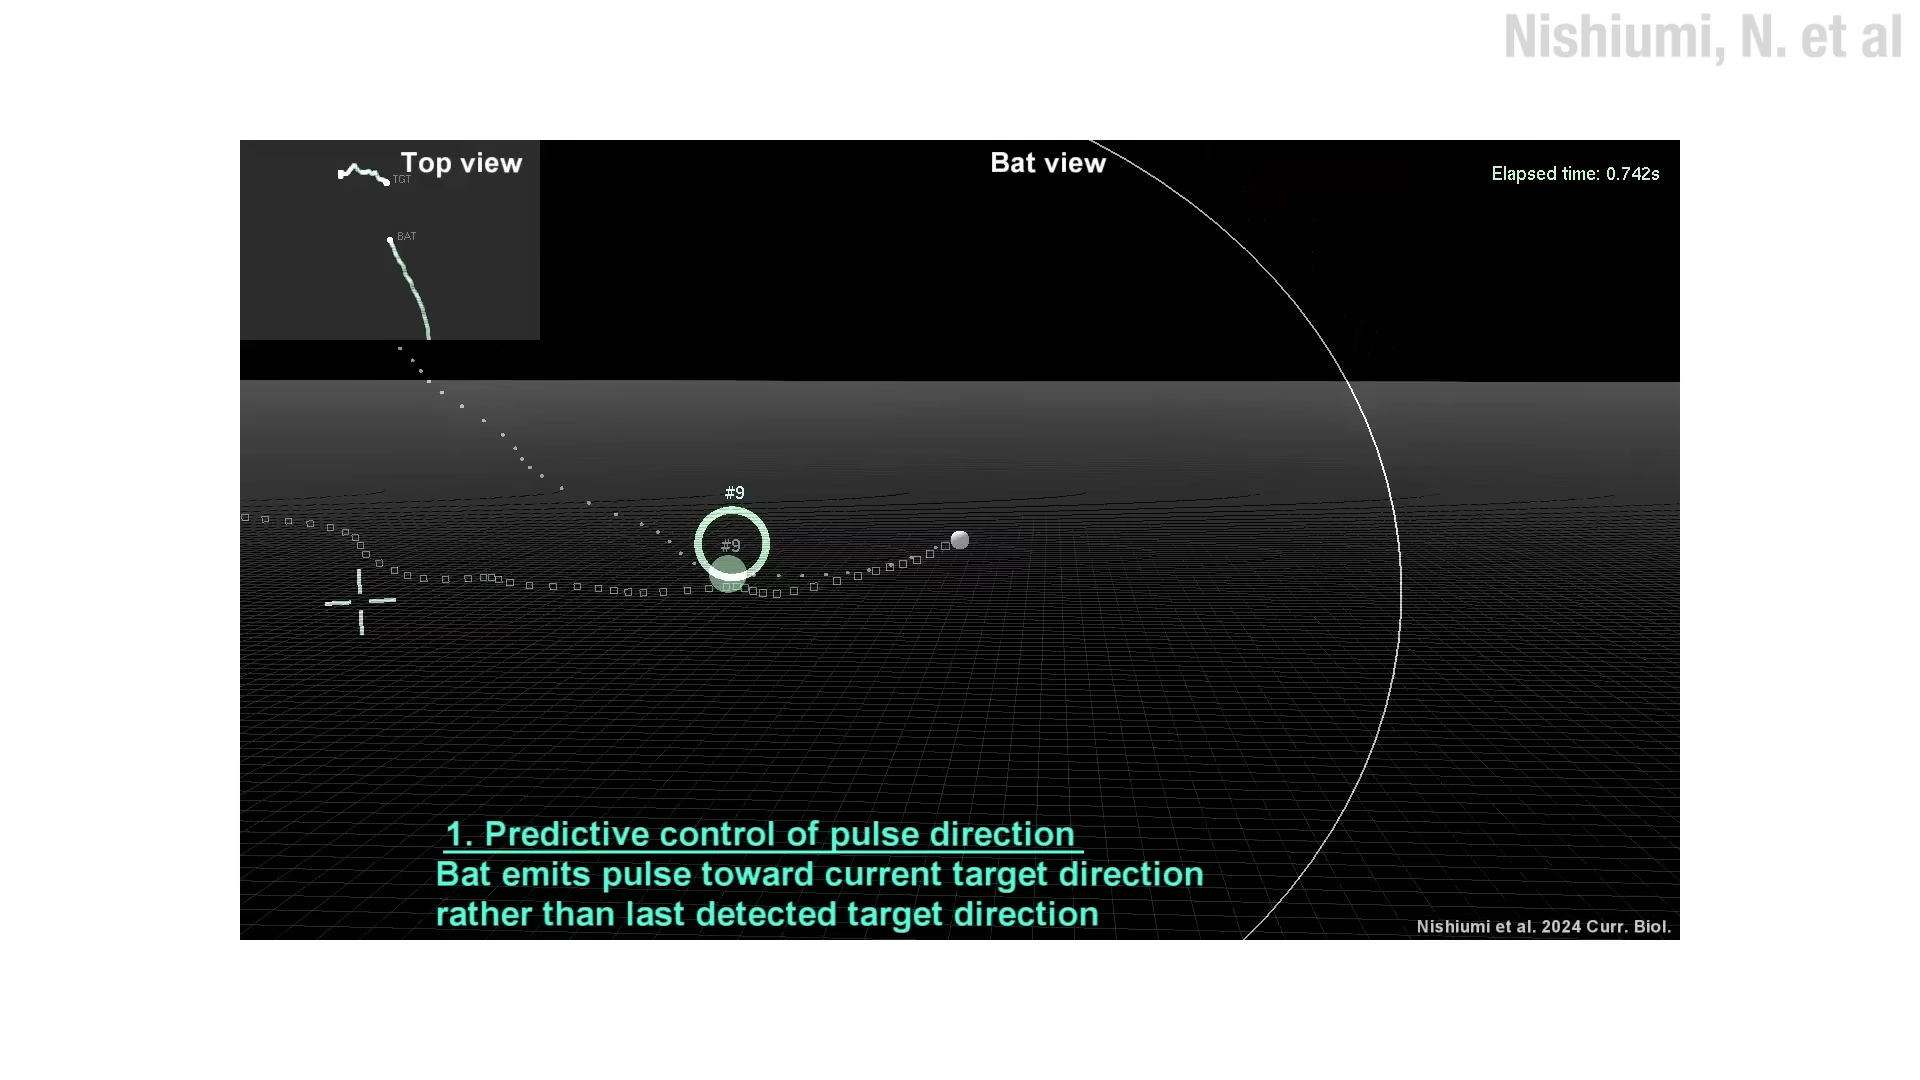 Nishiumi, N. et al
Top view
Bat view
Elapsed time: 0.742s
TGT
BAT
#9
#9
1. Predictive control of pulse direction
Bat emits pulse toward current target direction
rather than last detected target direction
Nishiumi et al. 2024 Curr. Biol.